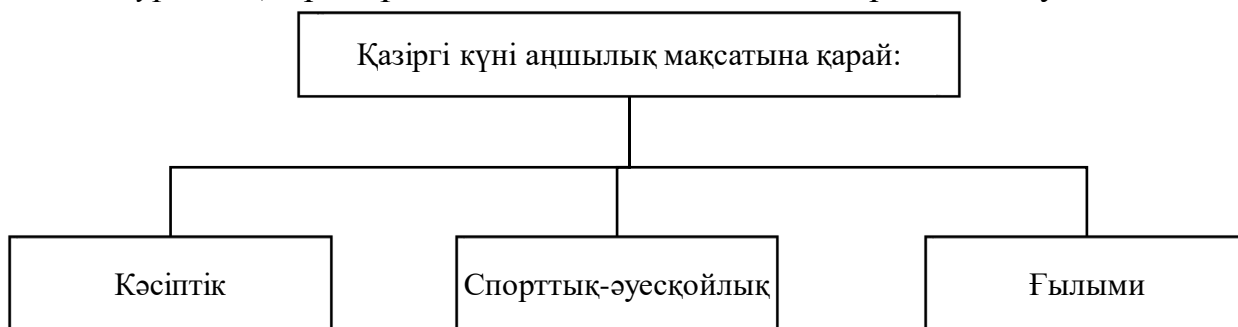 Қазіргі күні аңшылық мақсатына қарай:
Кәсіптік
Спорттық-әуесқойлық
Ғылыми